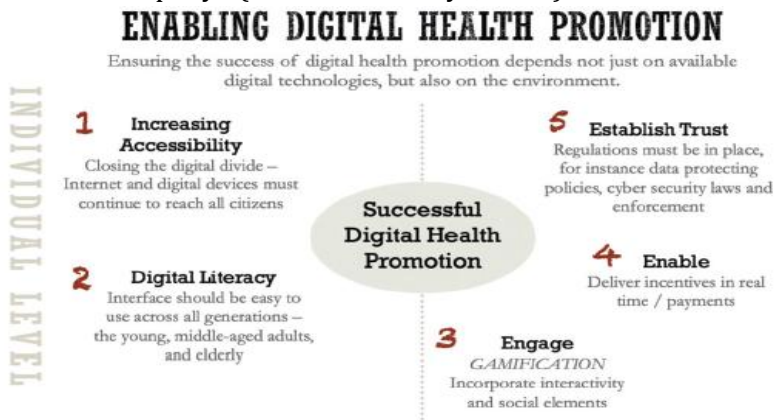 ENABLING DIGITAL HEALTH PROMOTION
Ensuring the success of digital health promotion depends not just on available
digital technologies, but also on the environment.
INDIVIDUAL LEVEL
1 Increasing
Accessibility
Closing the digital divide –
Internet and digital devices must
continue to reach all citizens
2 Digital Literacy
Interface should be easy to
use across all generations –
the young, middle-aged adults,
and elderly
Successful
Digital Health
Promotion
5 Establish Trust
Regulations must be in place,
for instance data protecting
policies, cyber security laws and
enforcement
4 Enable
Deliver incentives in real
time / payments
3 Engage
GAMIFICATION
Incorporate interactivity
and social elements